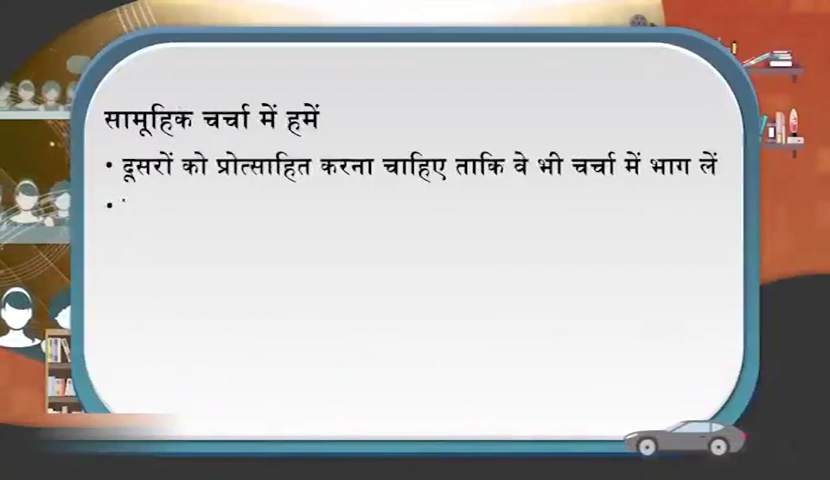 सामूहिक चर्चा में हमें
• दूसरों को प्रोत्साहित करना चाहिए ताकि वे भी चर्चा में भाग लें
•